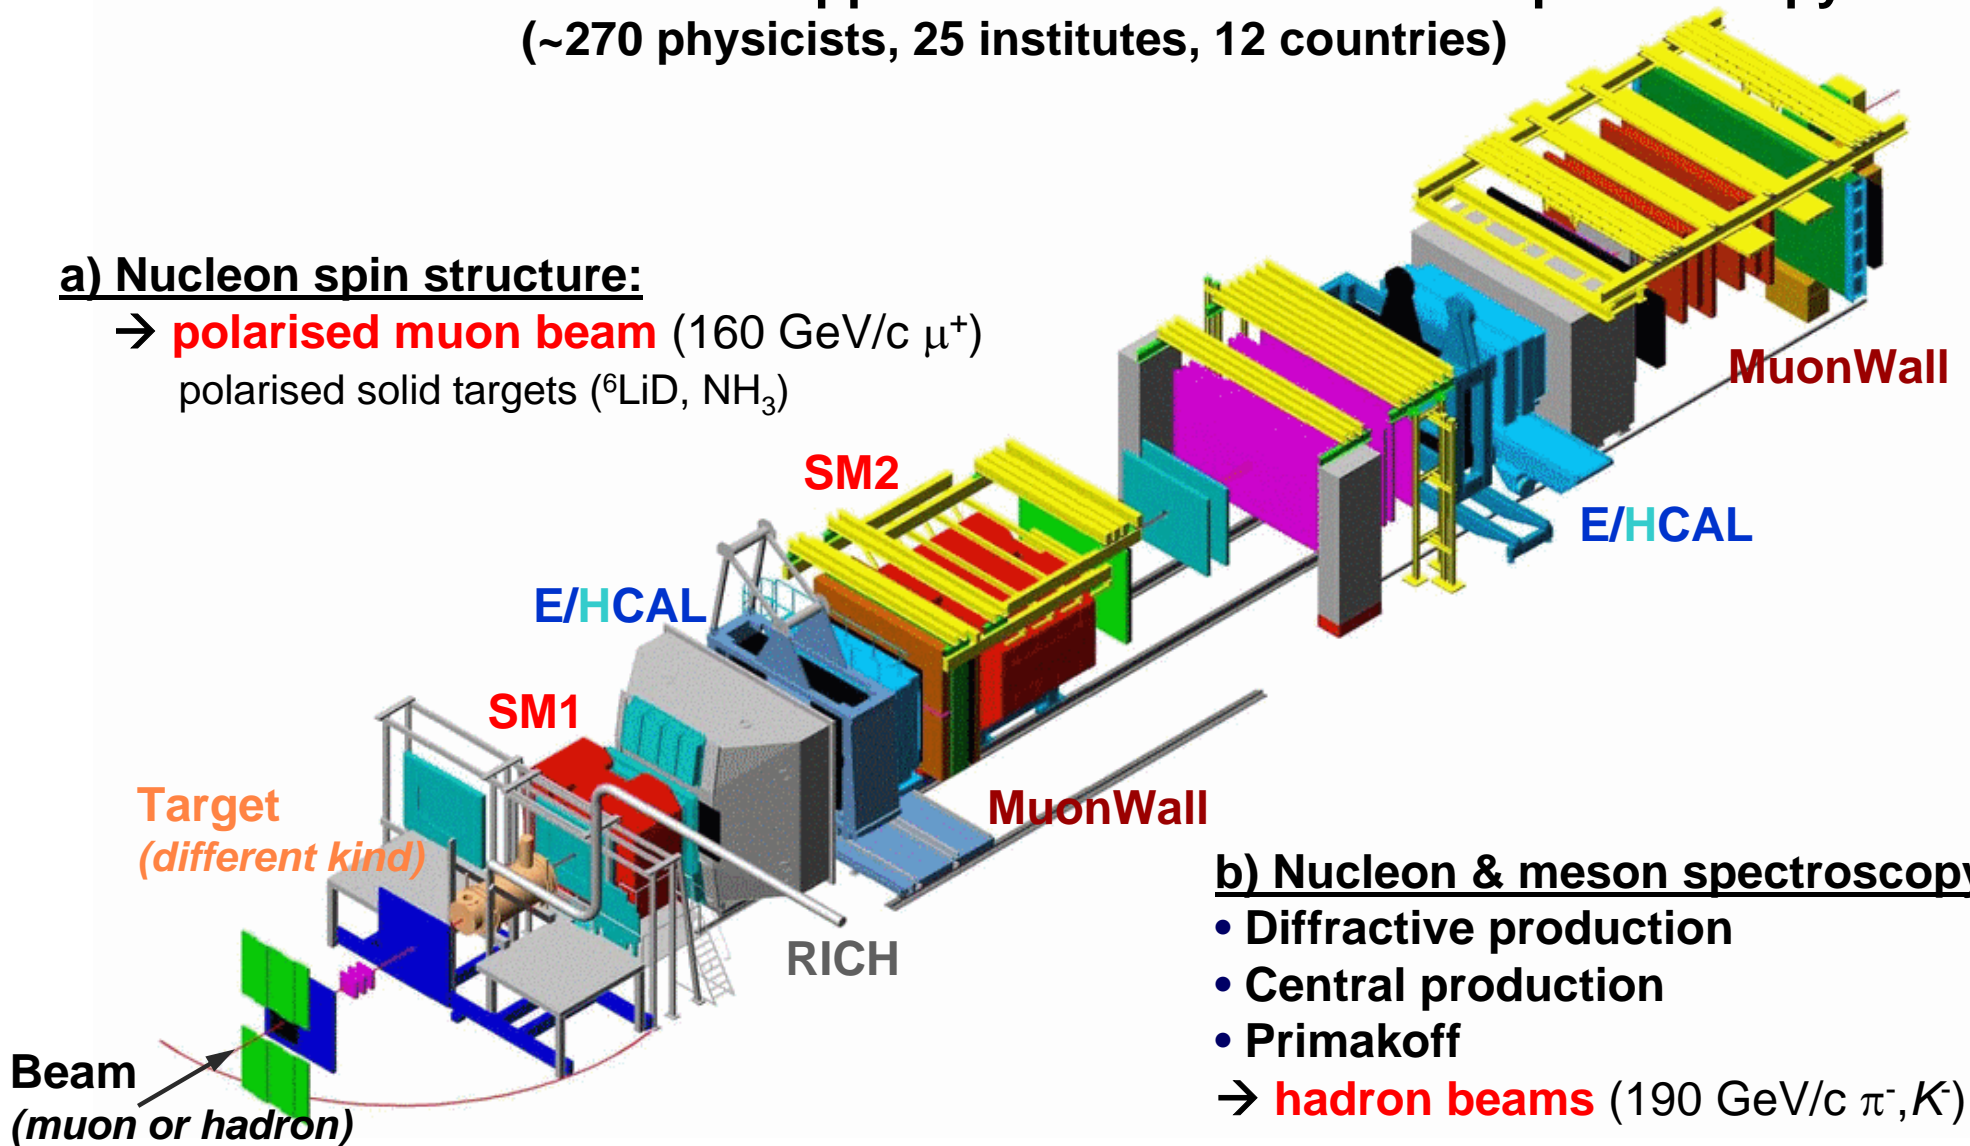 (~270 physicists, 25 institutes, 12 countries)
a) Nucleon spin structure:
→ polarised muon beam (160 GeV/c μ⁺)
polarised solid targets (⁶LiD, NH₃)
MuonWall
SM2
E/HCAL
E/HCAL
SM1
Target
(different kind)
MuonWall
RICH
b) Nucleon & meson spectroscopy
• Diffractive production
• Central production
• Primakoff
→ hadron beams (190 GeV/c π⁻,K⁻)
Beam
(muon or hadron)